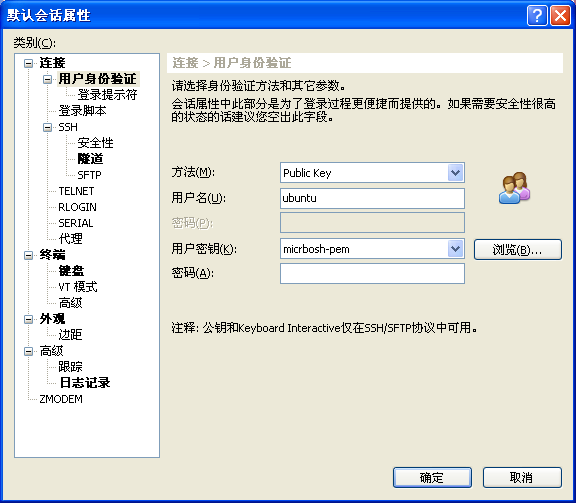 默认会话属性
类别(C):
连接
用户身份验证
登录提示符
登录脚本
SSH
安全性
隧道
SFTP
TELNET
RLOGIN
SERIAL
代理
终端
键盘
VT 模式
高级
外观
边距
高级
跟踪
日志记录
ZMODEM
连接 > 用户身份验证
请选择身份验证方法和其它参数。
会话属性中此部分是为了登录过程更便捷而提供的。如果需要安全性很高
的状态的话建议您空出此字段。
方法(M): Public Key
用户名(U): ubuntu
密码(P):
用户密钥(K): micrbosh-pem 浏览(B)...
密码(A):
注释: 公钥和Keyboard Interactive仅在SSH/SFTP协议中可用。
确定 取消